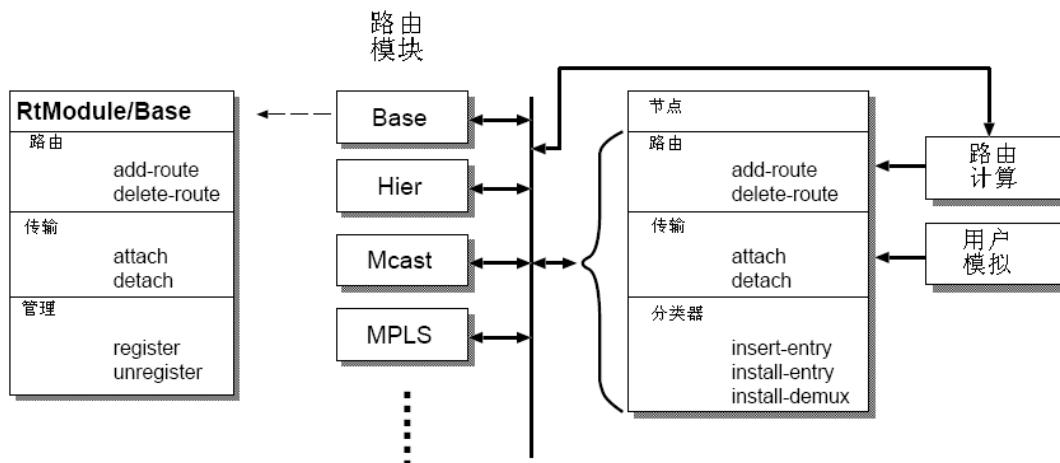 路由
模块
RtModule/Base
路由
add-route
delete-route
传输
attach
detach
管理
register
unregister
Base
Hier
Mcast
MPLS
节点
路由
add-route
delete-route
传输
attach
detach
分类器
insert-entry
install-entry
install-demux
路由
计算
用户
模拟